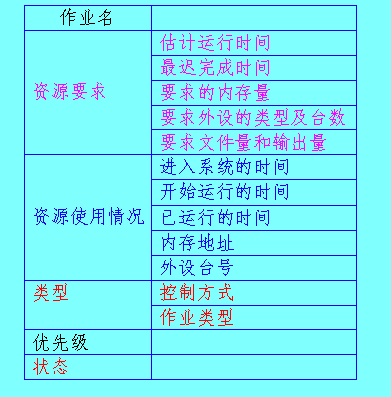 作业名
资源要求
估计运行时间
最迟完成时间
要求的内存量
要求外设的类型及台数
要求文件量和输出量
资源使用情况
进入系统的时间
开始运行的时间
已运行的时间
内存地址
外设台号
类型
控制方式
作业类型
优先级
状态